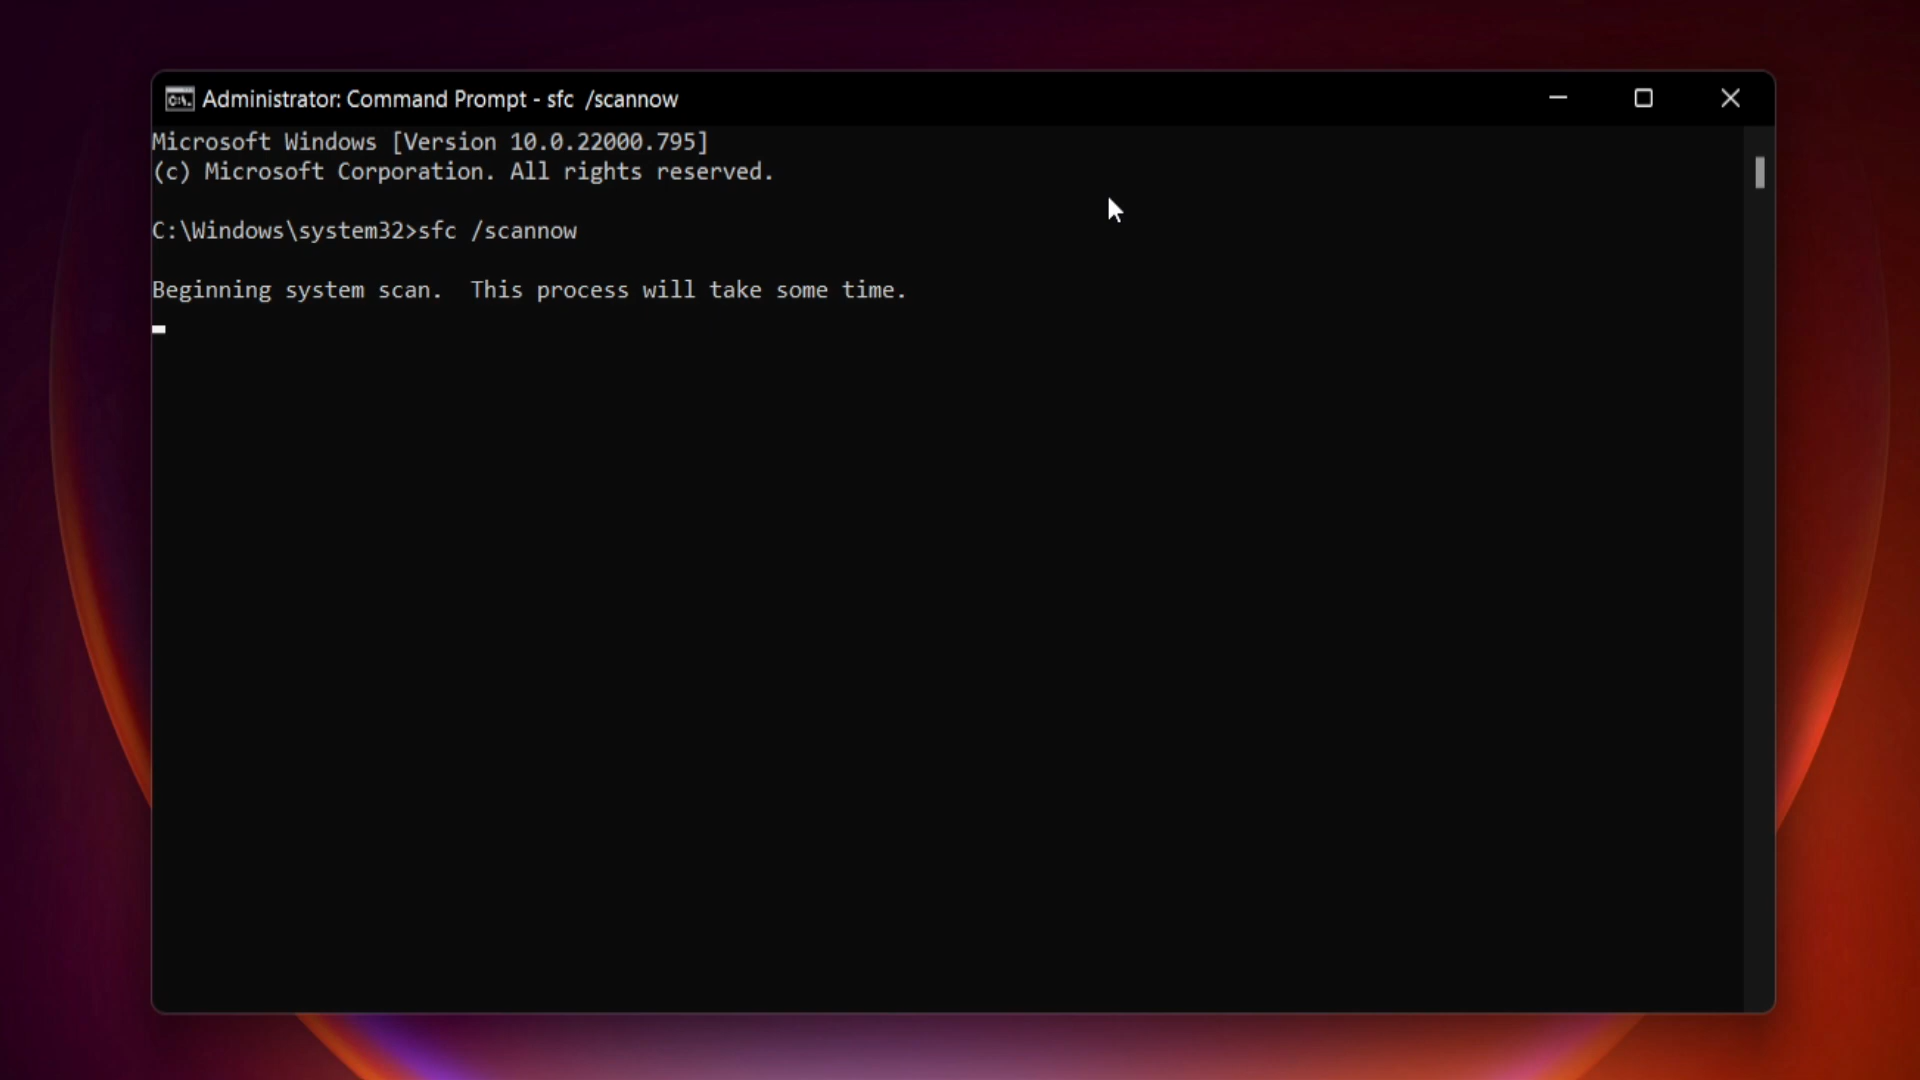 Administrator: Command Prompt - sfc  /scannow
Microsoft Windows [Version 10.0.22000.795]
(c) Microsoft Corporation. All rights reserved.
C:\Windows\system32>sfc /scannow
Beginning system scan.  This process will take some time.